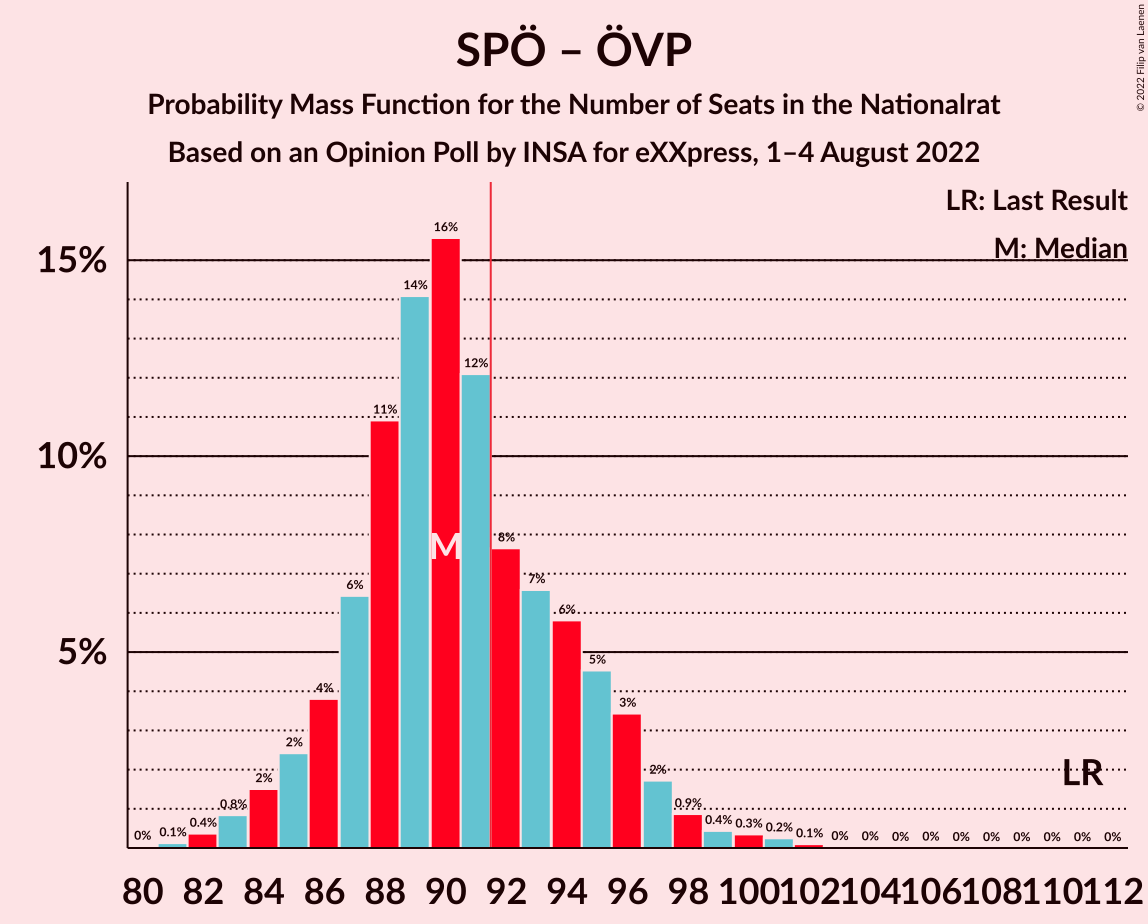 SPÖ – ÖVP
Probability Mass Function for the Number of Seats in the Nationalrat
Based on an Opinion Poll by INSA for eXXpress, 1–4 August 2022
© 2022 Filip van Laenen
LR: Last Result
M: Median
15%
10%
5%
0% 0.1% 0.4% 0.8% 2% 2% 4% 6% 11% 14% 16% 12% 8% 7% 6% 5% 3% 2% 0.9% 0.4% 0.3% 0.2% 0.1% 0% 0% 0% 0% 0% 0% 0% 0% 0% 0%
M
LR
80 82 84 86 88 90 92 94 96 98 100 102 104 106 108 110 112